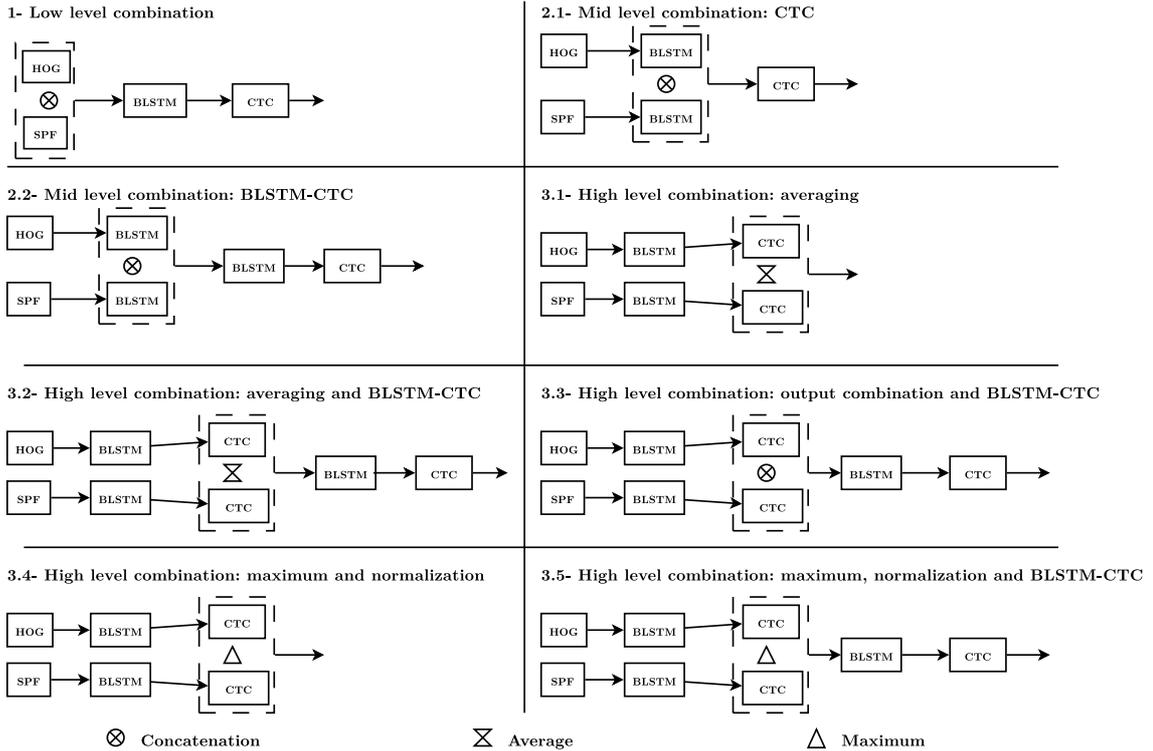 1- Low level combination
HOG
SPF
BLSTM
CTC
2.1- Mid level combination: CTC
HOG
BLSTM
CTC
SPF
BLSTM
2.2- Mid level combination: BLSTM-CTC
HOG
BLSTM
BLSTM
CTC
SPF
BLSTM
3.1- High level combination: averaging
HOG
BLSTM
CTC
SPF
BLSTM
CTC
3.2- High level combination: averaging and BLSTM-CTC
HOG
BLSTM
CTC
BLSTM
CTC
SPF
BLSTM
CTC
3.3- High level combination: output combination and BLSTM-CTC
HOG
BLSTM
CTC
BLSTM
CTC
SPF
BLSTM
CTC
3.4- High level combination: maximum and normalization
HOG
BLSTM
CTC
SPF
BLSTM
CTC
3.5- High level combination: maximum, normalization and BLSTM-CTC
HOG
BLSTM
CTC
BLSTM
CTC
SPF
BLSTM
CTC
Concatenation
Average
Maximum